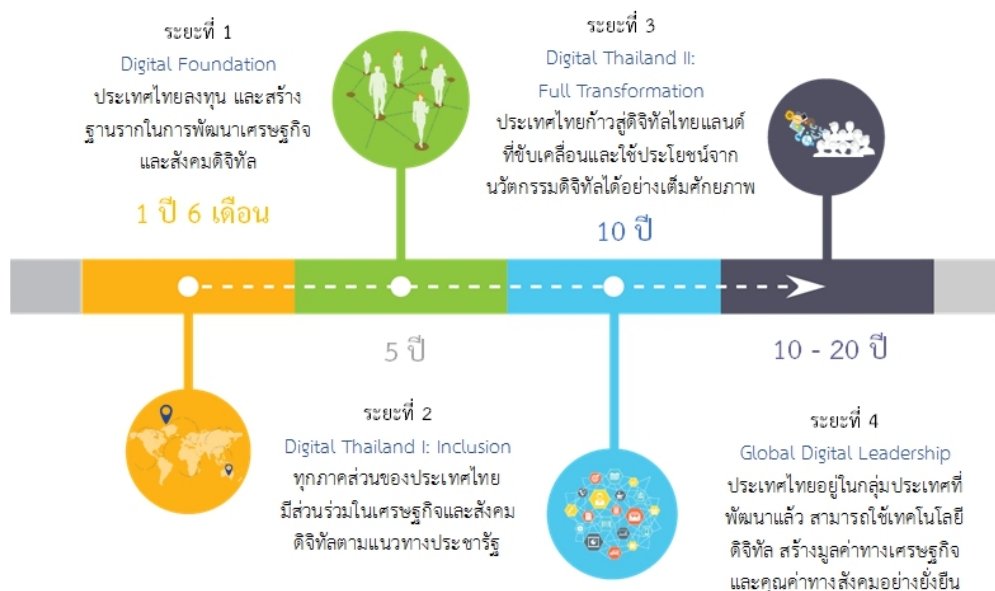 ระยะที่ 1
Digital Foundation
ประเทศไทยลงทุน และสร้าง
ฐานรากในการพัฒนาเศรษฐกิจ
และสังคมดิจิทัล
1 ปี 6 เดือน
ระยะที่ 3
Digital Thailand II:
Full Transformation
ประเทศไทยก้าวสู่ดิจิทัลไทยแลนด์
ที่ขับเคลื่อนและใช้ประโยชน์จาก
นวัตกรรมดิจิทัลได้อย่างเต็มศักยภาพ
10 ปี
5 ปี
ระยะที่ 2
Digital Thailand I: Inclusion
ทุกภาคส่วนของประเทศไทย
มีส่วนร่วมในเศรษฐกิจและสังคม
ดิจิทัลตามแนวทางประชารัฐ
10 - 20 ปี
ระยะที่ 4
Global Digital Leadership
ประเทศไทยอยู่ในกลุ่มประเทศที่
พัฒนาแล้ว สามารถใช้เทคโนโลยี
ดิจิทัล สร้างมูลค่าทางเศรษฐกิจ
และคุณค่าทางสังคมอย่างยั่งยืน